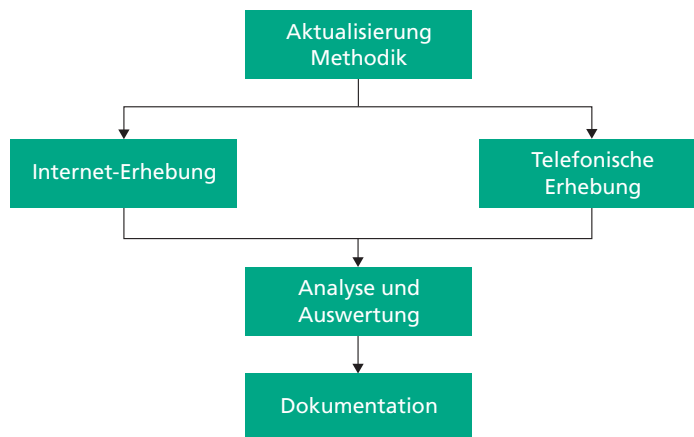 Aktualisierung
Methodik
Internet-Erhebung
Telefonische
Erhebung
Analyse und
Auswertung
Dokumentation